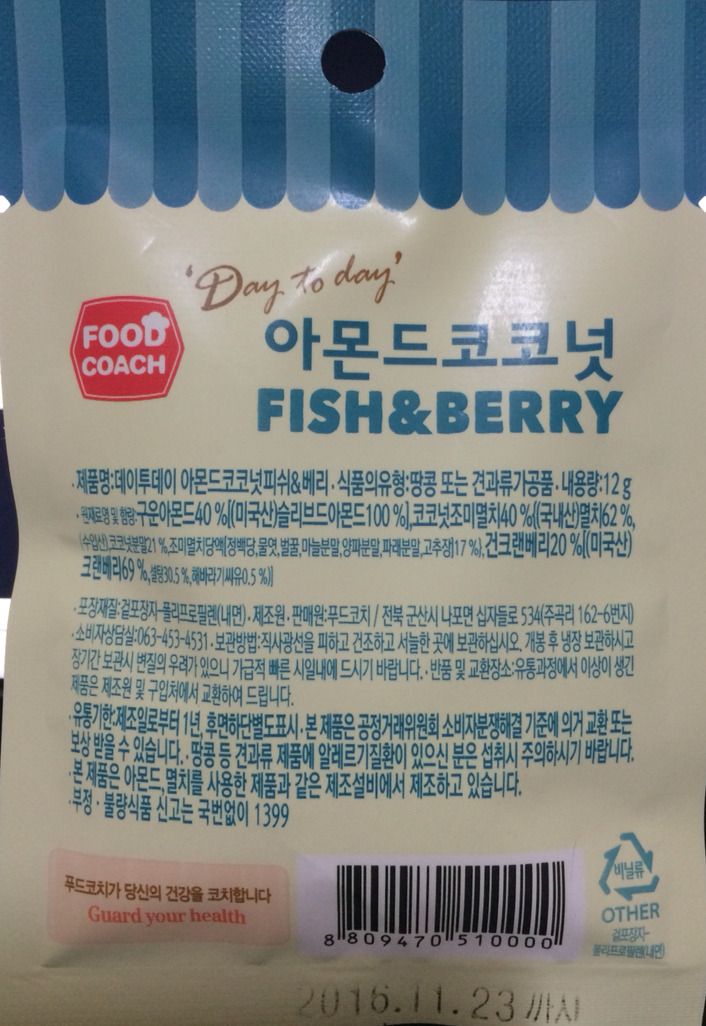 'Day to day'
FOOD
COACH
아몬드코코넛
FISH&BERRY
·제품명:데이투데이 아몬드코코넛피쉬&베리·식품의유형:땅콩 또는 견과류가공품·내용량:12g
·원재료명 및 함량:구운아몬드40%[(미국산)슬리브드아몬드100%],코코넛조미멸치40%{(국내산)멸치62%,
(수입산),코코넛분말21%,조미멸치당액[정백당,물엿,벌꿀,마늘분말,양파분말,파래분말,고추장]17%},건크랜베리20%[(미국산)
크랜베리69%,설탕30.5%,해바라기씨유0.5%)]
·포장재질:겉포장지-폴리프로필렌(내면)·제조원·판매원:푸드코치 / 전북 군산시 나포면 십자들로 534(주곡리 162-6번지)
·소비자상담실:063-453-4531·보관방법:직사광선을 피하고 건조하고 서늘한 곳에 보관하십시오. 개봉 후 냉장 보관하시고
장기간 보관시 변질의 우려가 있으니 가급적 빠른 시일내에 드시기 바랍니다.·반품 및 교환장소:유통과정에서 이상이 생긴
제품은 제조원 및 구입처에서 교환하여 드립니다.
·유통기한:제조일로부터 1년, 후면하단별도표시·본 제품은 공정거래위원회 소비자분쟁해결 기준에 의거 교환 또는
보상 받을 수 있습니다.·땅콩 등 견과류 제품에 알레르기질환이 있으신 분은 섭취시 주의하시기 바랍니다.
·본 제품은 아몬드,멸치를 사용한 제품과 같은 제조설비에서 제조하고 있습니다.
·부정·불량식품 신고는 국번없이 1399
푸드코치가 당신의 건강을 코치합니다
Guard your health
8 809470 510000
비닐류
OTHER
겉포장지-
폴리프로필렌(내면)
2016.11.23 까지